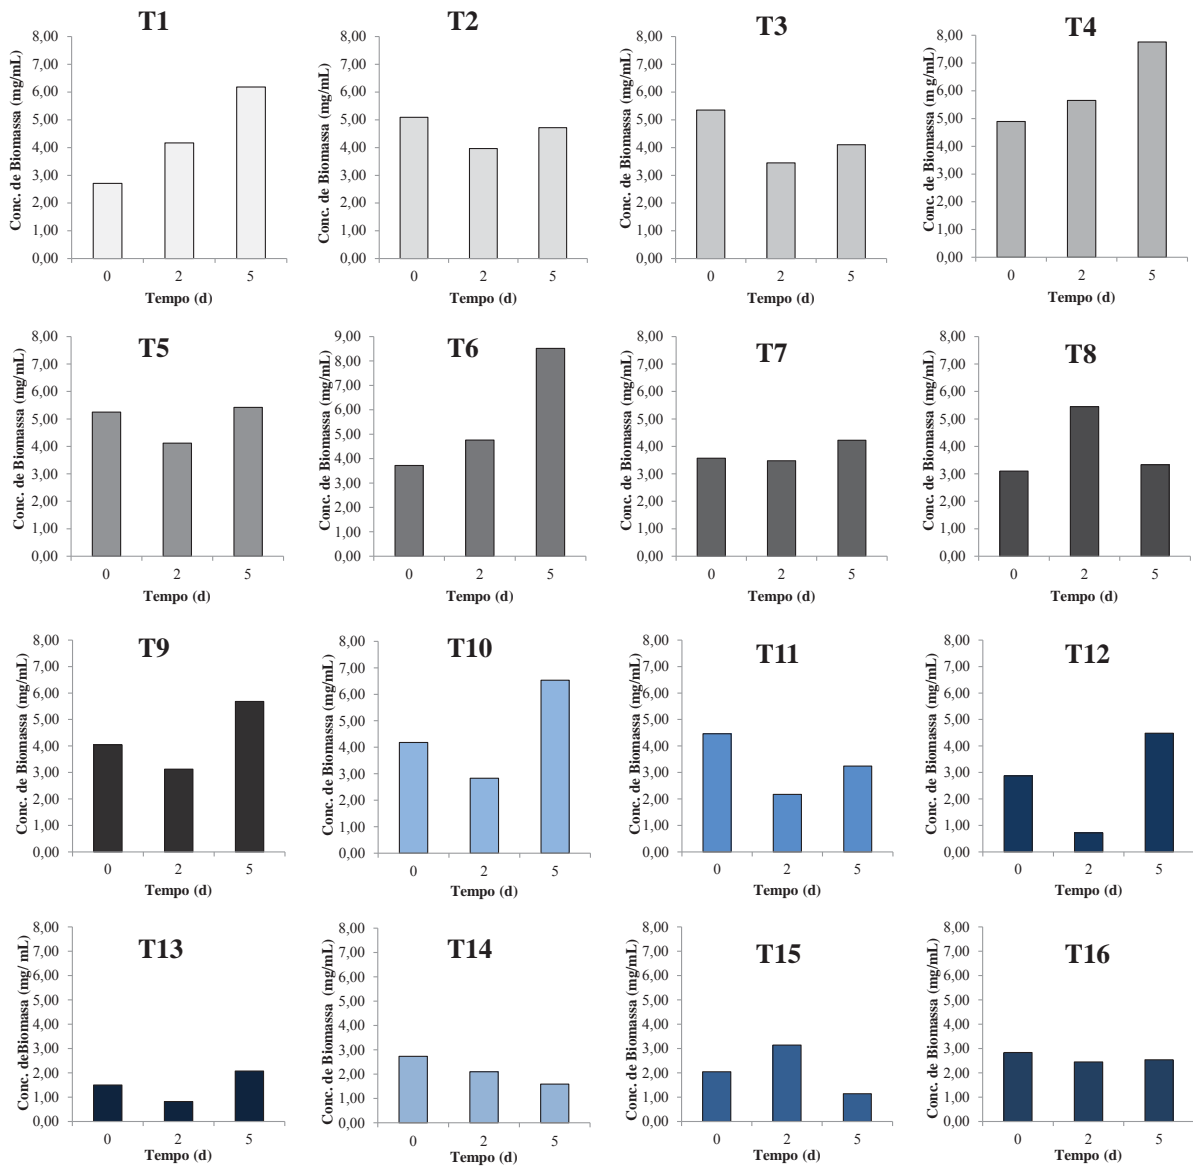 T1
Conc. de Biomassa (mg/mL)
8,00
7,00
6,00
5,00
4,00
3,00
2,00
1,00
0,00
0 2 5
Tempo (d)
T2
Conc. de Biomassa (mg/mL)
8,00
7,00
6,00
5,00
4,00
3,00
2,00
1,00
0,00
0 2 5
Tempo (d)
T3
Conc. de Biomassa (mg/mL)
8,00
7,00
6,00
5,00
4,00
3,00
2,00
1,00
0,00
0 2 5
Tempo (d)
T4
Conc. de Biomassa (m g/mL)
8,00
7,00
6,00
5,00
4,00
3,00
2,00
1,00
0,00
0 2 5
Tempo (d)
T5
Conc. de Biomassa (mg/mL)
8,00
7,00
6,00
5,00
4,00
3,00
2,00
1,00
0,00
0 2 5
Tempo (d)
T6
Conc. de Biomassa (mg/mL)
9,00
8,00
7,00
6,00
5,00
4,00
3,00
2,00
1,00
0,00
0 2 5
Tempo (d)
T7
Conc. de Biomassa (mg/mL)
8,00
7,00
6,00
5,00
4,00
3,00
2,00
1,00
0,00
0 2 5
Tempo (d)
T8
Conc. de Biomassa (mg/mL)
8,00
7,00
6,00
5,00
4,00
3,00
2,00
1,00
0,00
0 2 5
Tempo (d)
T9
Conc. de Biomassa (mg/mL)
8,00
7,00
6,00
5,00
4,00
3,00
2,00
1,00
0,00
0 2 5
Tempo (d)
T10
Conc. de Biomassa (mg/mL)
8,00
7,00
6,00
5,00
4,00
3,00
2,00
1,00
0,00
0 2 5
Tempo (d)
T11
Conc. de Biomassa (mg/mL)
8,00
7,00
6,00
5,00
4,00
3,00
2,00
1,00
0,00
0 2 5
Tempo (d)
T12
Conc. de Biomassa (mg/mL)
8,00
7,00
6,00
5,00
4,00
3,00
2,00
1,00
0,00
0 2 5
Tempo (d)
T13
Conc. deBiomassa (mg/ mL)
8,00
7,00
6,00
5,00
4,00
3,00
2,00
1,00
0,00
0 2 5
Tempo (d)
T14
Conc. de Biomassa (mg/mL)
8,00
7,00
6,00
5,00
4,00
3,00
2,00
1,00
0,00
0 2 5
Tempo (d)
T15
Conc. de Biomassa (mg/mL)
8,00
7,00
6,00
5,00
4,00
3,00
2,00
1,00
0,00
0 2 5
Tempo (d)
T16
Conc. de Biomassa (mg/mL)
8,00
7,00
6,00
5,00
4,00
3,00
2,00
1,00
0,00
0 2 5
Tempo (d)